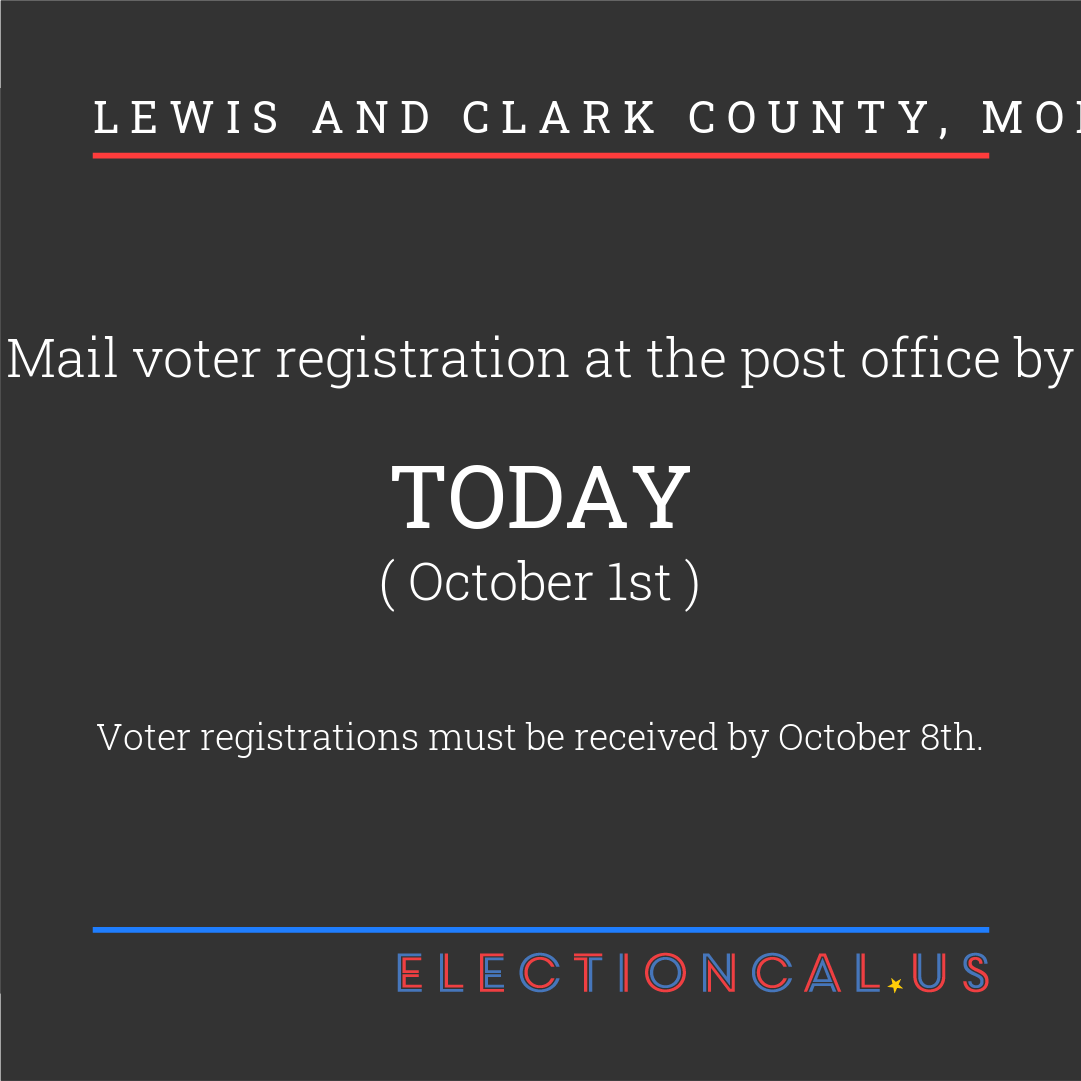 LEWIS AND CLARK COUNTY, MO
Mail voter registration at the post office by
TODAY
( October 1st )
Voter registrations must be received by October 8th.
ELECTIONCAL.US